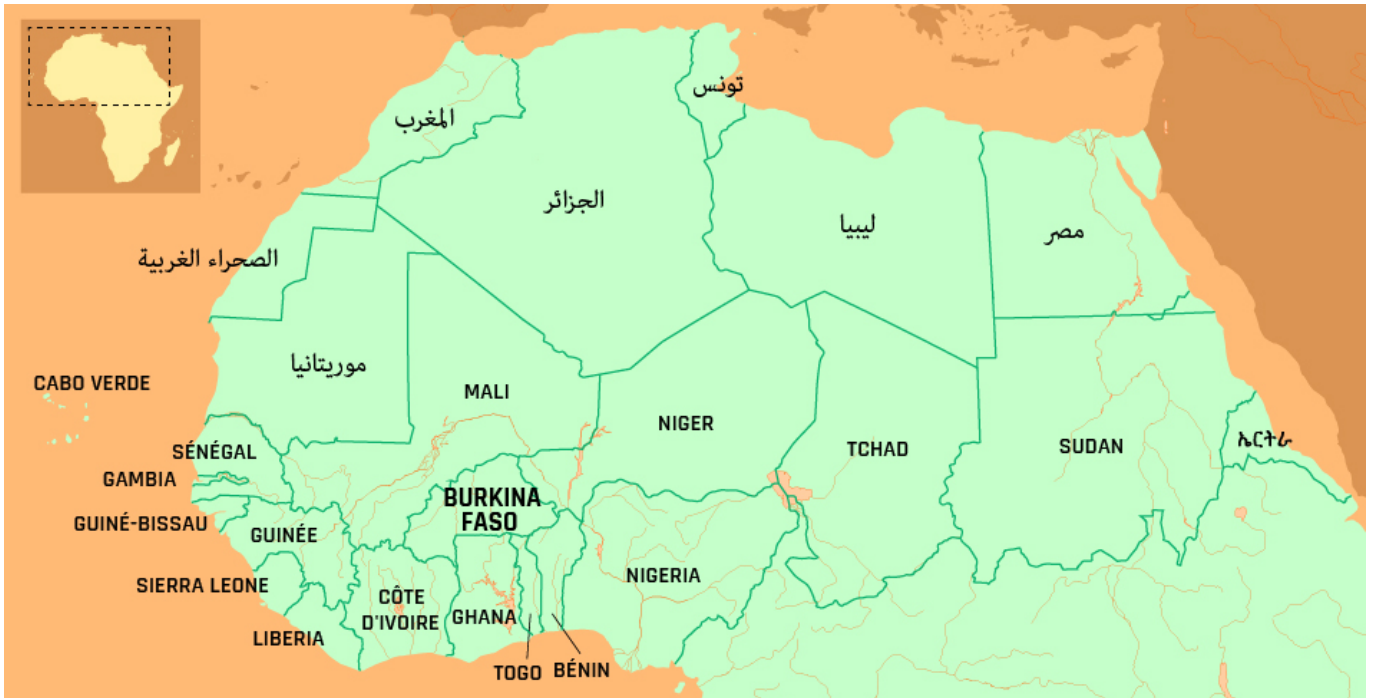 تونس
المغرب
الجزائر
ليبيا
مصر
الصحراء الغربية
موريتانيا
CABO VERDE
MALI
NIGER
TCHAD
SUDAN
ኤርትራ
SÉNÉGAL
GAMBIA
BURKINA
FASO
GUINÉ-BISSAU
GUINÉE
SIERRA LEONE
CÔTE
D'IVOIRE
GHANA
NIGERIA
LIBERIA
TOGO
BÉNIN